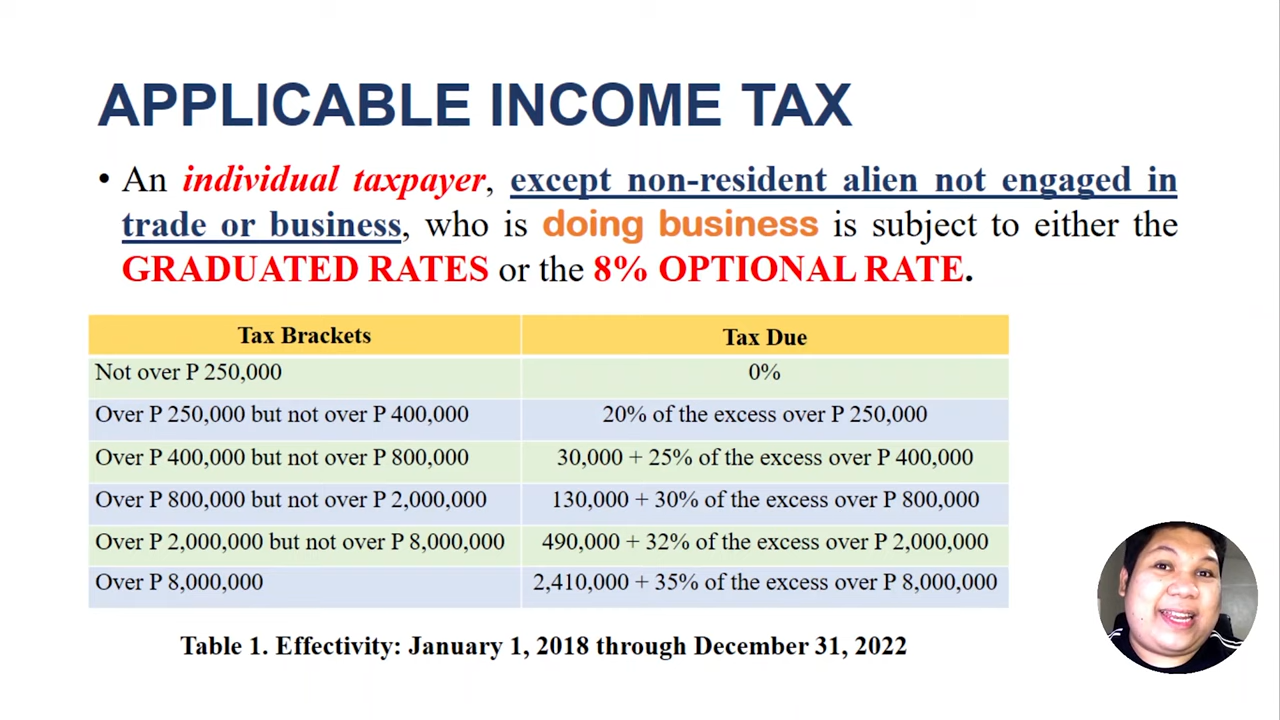 APPLICABLE INCOME TAX
• An individual taxpayer, except non-resident alien not engaged in
trade or business, who is doing business is subject to either the
GRADUATED RATES or the 8% OPTIONAL RATE.
Tax Brackets Tax Due
Not over P 250,000 0%
Over P 250,000 but not over P 400,000 20% of the excess over P 250,000
Over P 400,000 but not over P 800,000 30,000 + 25% of the excess over P 400,000
Over P 800,000 but not over P 2,000,000 130,000 + 30% of the excess over P 800,000
Over P 2,000,000 but not over P 8,000,000 490,000 + 32% of the excess over P 2,000,000
Over P 8,000,000 2,410,000 + 35% of the excess over P 8,000,000
Table 1. Effectivity: January 1, 2018 through December 31, 2022